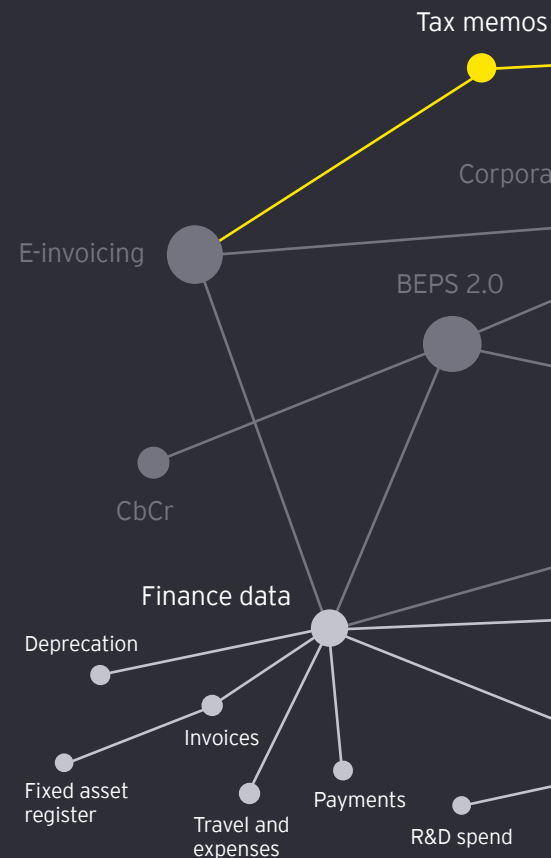 Tax memos
Corpora
E-invoicing
BEPS 2.0
CbCr
Finance data
Deprecation
Invoices
Fixed asset
register
Payments
Travel and
expenses
R&D spend